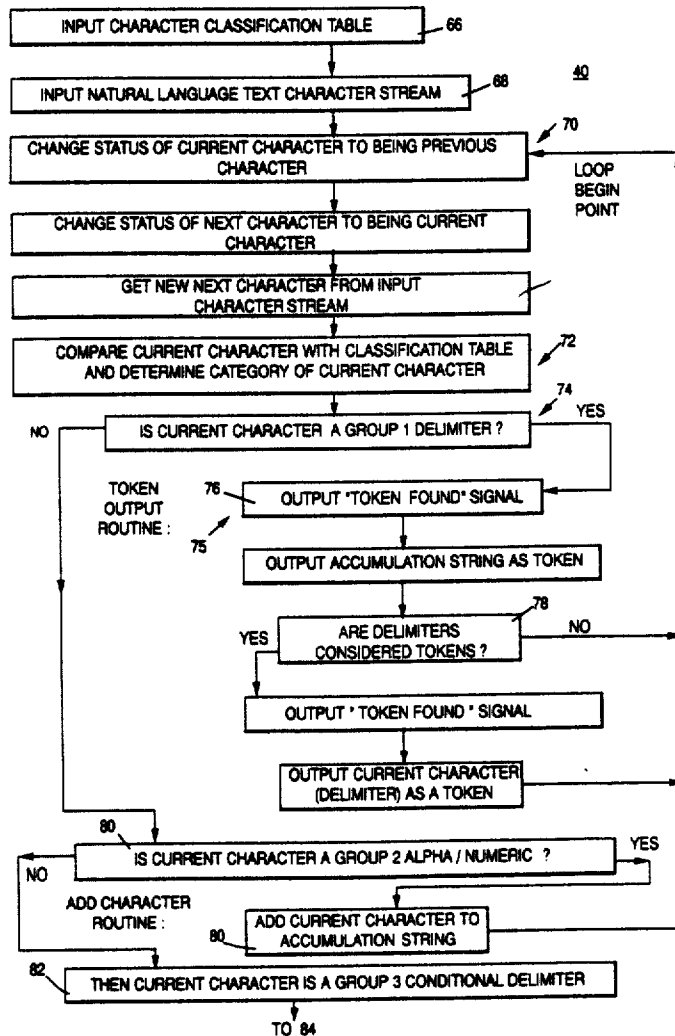 INPUT CHARACTER CLASSIFICATION TABLE
66
40
INPUT NATURAL LANGUAGE TEXT CHARACTER STREAM
68
70
CHANGE STATUS OF CURRENT CHARACTER TO BEING PREVIOUS
CHARACTER
LOOP
BEGIN
POINT
CHANGE STATUS OF NEXT CHARACTER TO BEING CURRENT
CHARACTER
GET NEW NEXT CHARACTER FROM INPUT
CHARACTER STREAM
COMPARE CURRENT CHARACTER WITH CLASSIFICATION TABLE
AND DETERMINE CATEGORY OF CURRENT CHARACTER
72
74
NO
IS CURRENT CHARACTER A GROUP 1 DELIMITER ?
YES
TOKEN
OUTPUT
ROUTINE :
76
75
OUTPUT "TOKEN FOUND" SIGNAL
OUTPUT ACCUMULATION STRING AS TOKEN
78
YES
ARE DELIMITERS
CONSIDERED TOKENS ?
NO
OUTPUT " TOKEN FOUND " SIGNAL
OUTPUT CURRENT CHARACTER
(DELIMITER) AS A TOKEN
80
IS CURRENT CHARACTER A GROUP 2 ALPHA / NUMERIC ?
YES
NO
ADD CHARACTER
ROUTINE :
ADD CURRENT CHARACTER TO
ACCUMULATION STRING
80
82
THEN CURRENT CHARACTER IS A GROUP 3 CONDITIONAL DELIMITER
TO 84